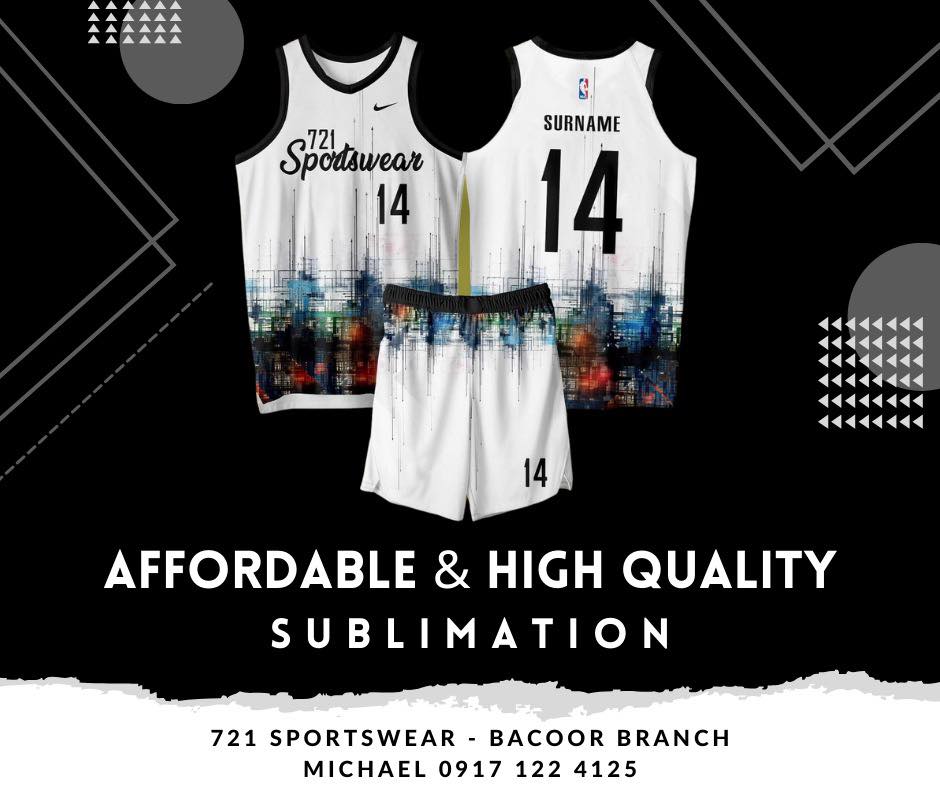 721
Sportswear
14
SURNAME
14
14
AFFORDABLE & HIGH QUALITY
SUBLIMATION
721 SPORTSWEAR - BACOOR BRANCH
MICHAEL 0917 122 4125